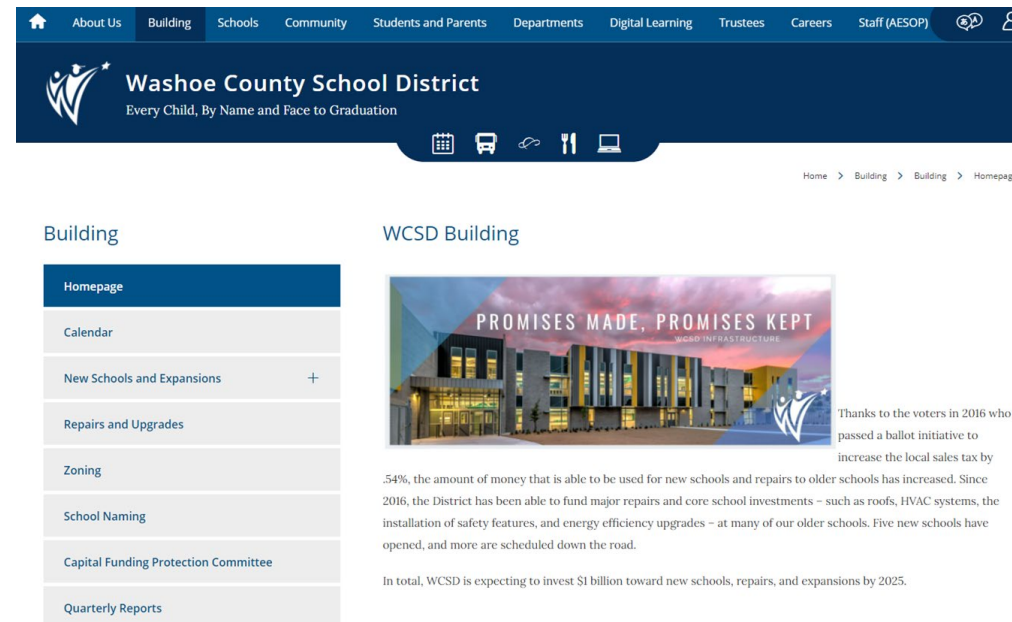 About Us Building Schools Community Students and Parents Departments Digital Learning Trustees Careers Staff (AESOP)
Washoe County School District
Every Child, By Name and Face to Graduation
Home > Building > Building > Homepag
Building
Homepage
Calendar
New Schools and Expansions +
Repairs and Upgrades
Zoning
School Naming
Capital Funding Protection Committee
Quarterly Reports
WCSD Building
PROMISES MADE, PROMISES KEPT
WCSD INFRASTRUCTURE
Thanks to the voters in 2016 who
passed a ballot initiative to
increase the local sales tax by
.54%, the amount of money that is able to be used for new schools and repairs to older schools has increased. Since
2016, the District has been able to fund major repairs and core school investments – such as roofs, HVAC systems, the
installation of safety features, and energy efficiency upgrades – at many of our older schools. Five new schools have
opened, and more are scheduled down the road.
In total, WCSD is expecting to invest $1 billion toward new schools, repairs, and expansions by 2025.